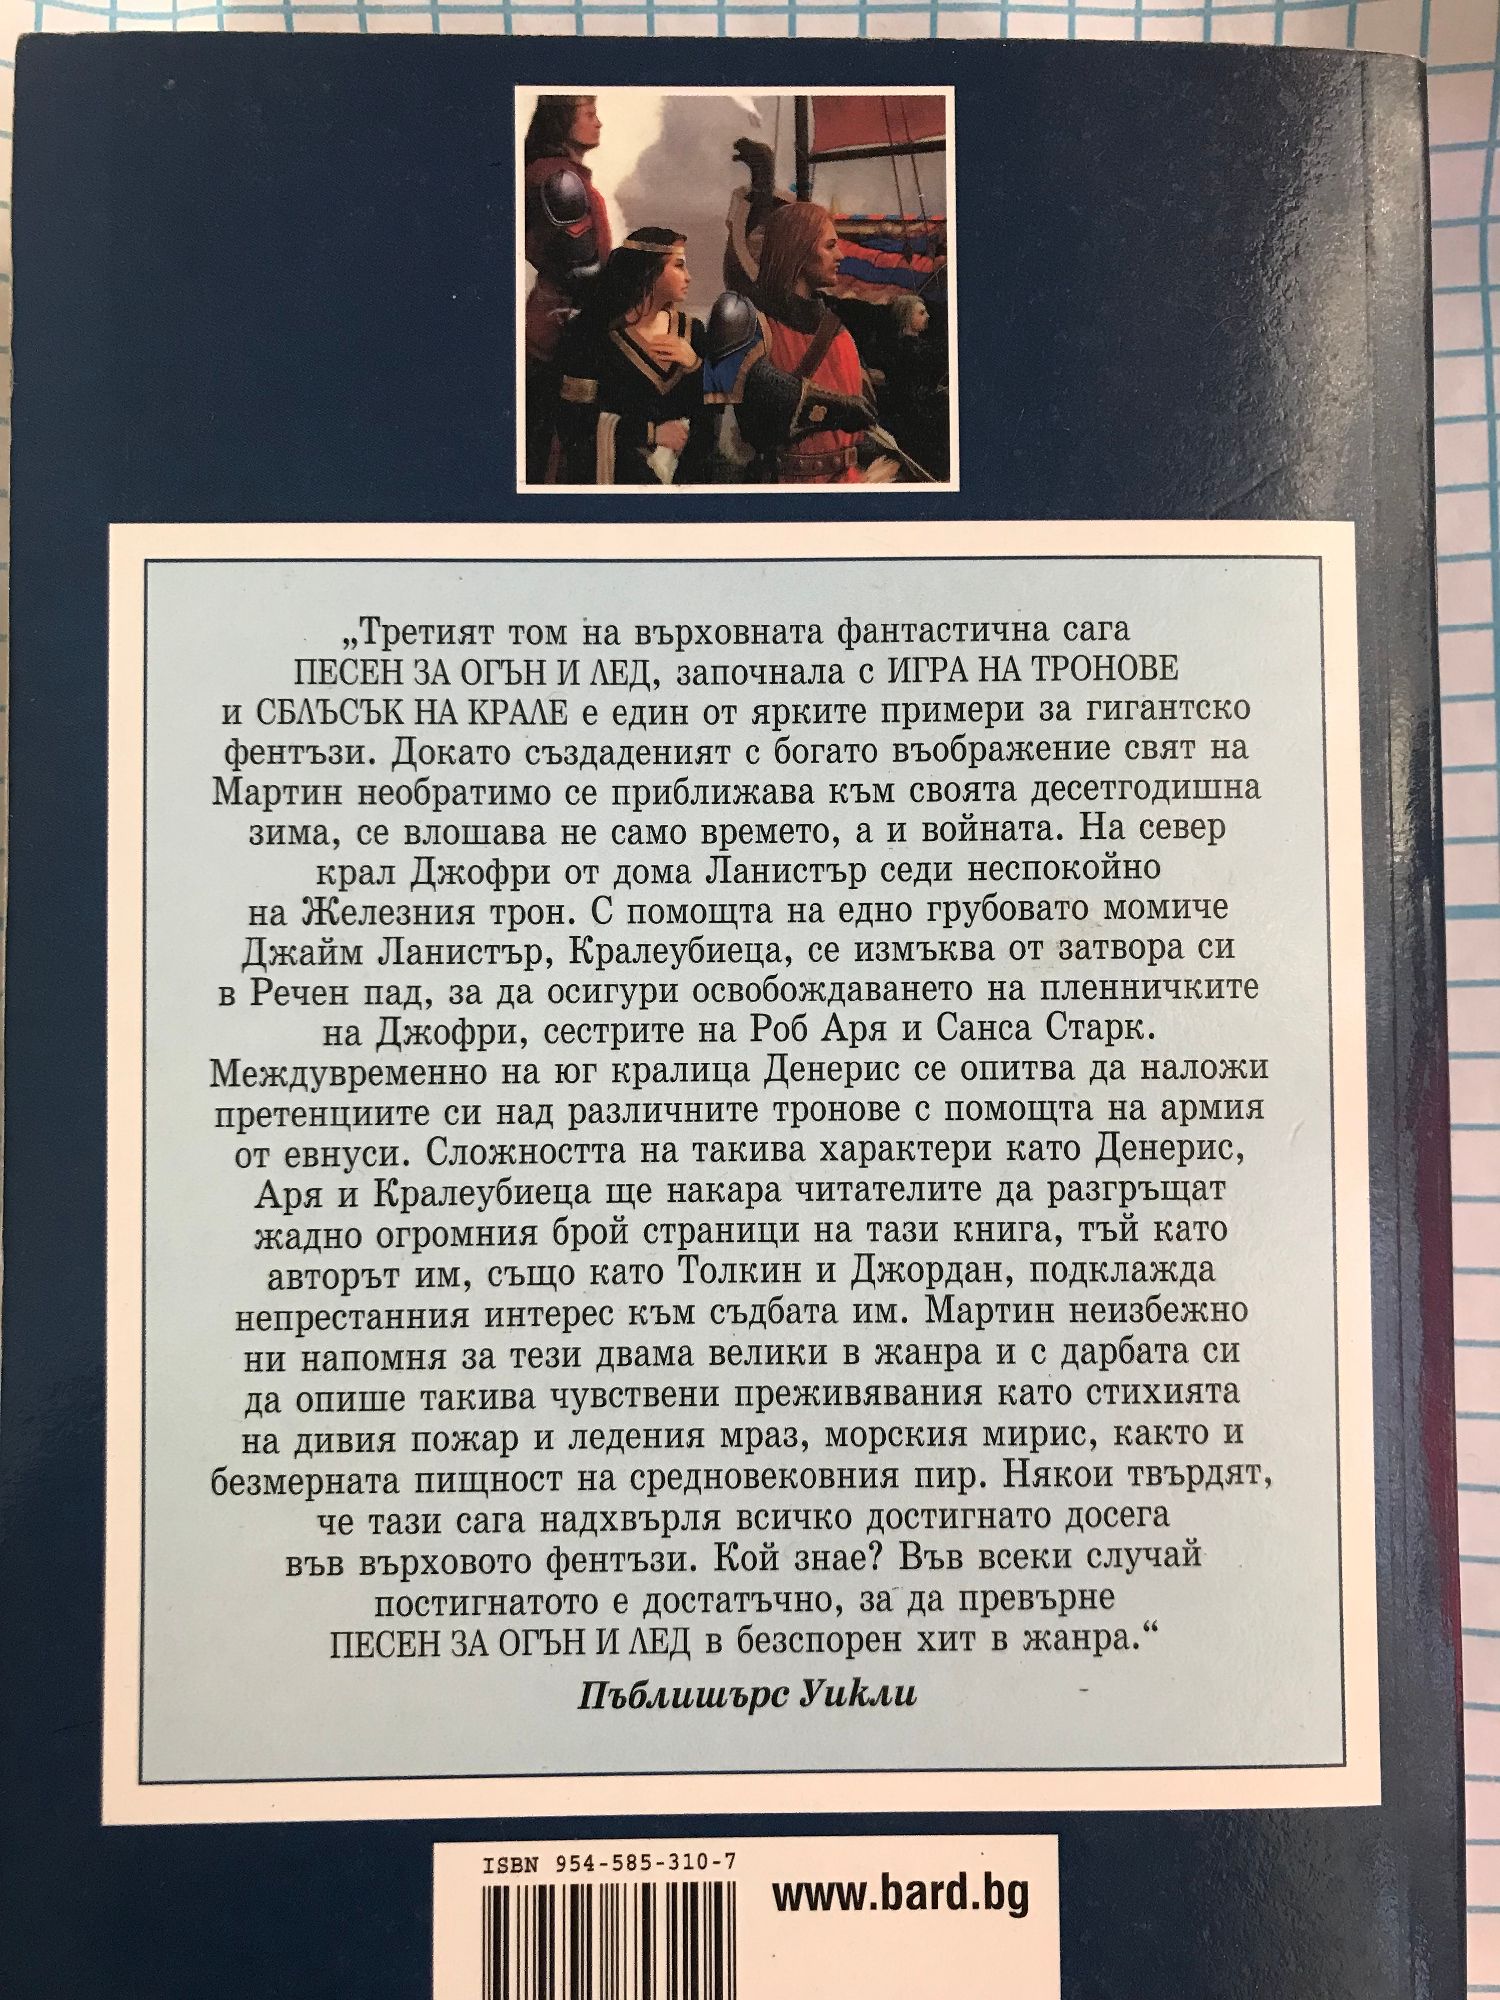 „Третият том на върховната фантастична сага
ПЕСЕН ЗА ОГЪН И ЛЕД, започнала с ИГРА НА ТРОНОВЕ
и СБЛЪСЪК НА КРАЛЕ е един от ярките примери за гигантско
фентъзи. Докато създаденият с богато въображение свят на
Мартин необратимо се приближава към своята десетгодишна
зима, се влошава не само времето, а и войната. На север
крал Джофри от дома Ланистър седи неспокойно
на Железния трон. С помощта на едно грубовато момиче
Джайм Ланистър, Кралеубиеца, се измъква от затвора си
в Речен пад, за да осигури освобождаването на пленничките
на Джофри, сестрите на Роб Аря и Санса Старк.
Междувременно на юг кралица Денерис се опитва да наложи
претенциите си над различните тронове с помощта на армия
от евнуси. Сложността на такива характери като Денерис,
Аря и Кралеубиеца ще накара читателите да разгръщат
жадно огромния брой страници на тази книга, тъй като
авторът им, също като Толкин и Джордан, подклажда
непрестанния интерес към съдбата им. Мартин неизбежно
ни напомня за тези двама велики в жанра и с дарбата си
да опише такива чувствени преживявания като стихията
на дивия пожар и ледения мраз, морския мирис, както и
безмерната пищност на средновековния пир. Някои твърдят,
че тази сага надхвърля всичко достигнато досега
във върховото фентъзи. Кой знае? Във всеки случай
постигнатото е достатъчно, за да превърне
ПЕСЕН ЗА ОГЪН И ЛЕД в безспорен хит в жанра.“
Пъблишърс Уикли
ISBN 954-585-310-7
www.bard.bg